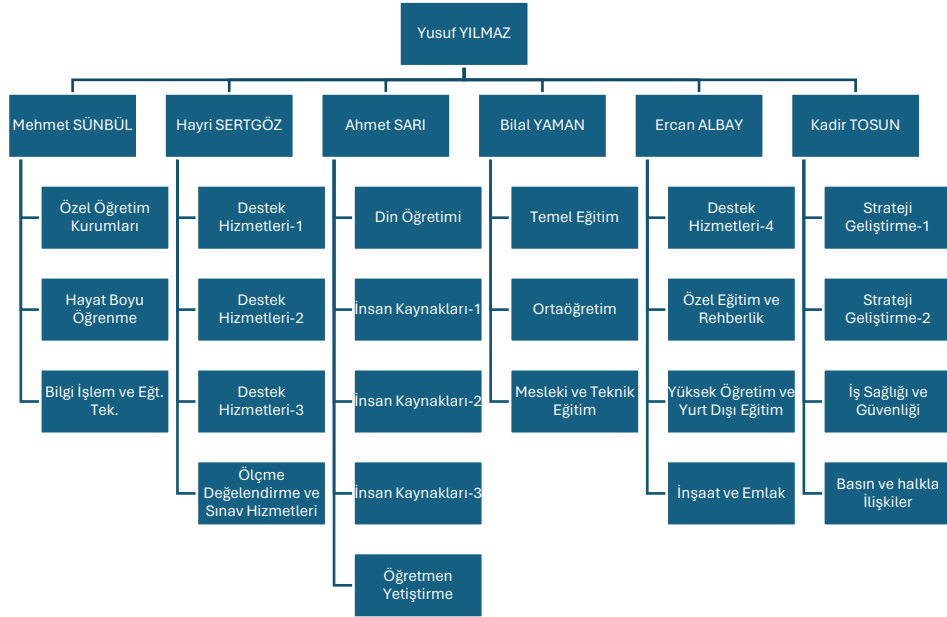 Yusuf YILMAZ
Mehmet SÜNBÜL
Özel Öğretim
Kurumları
Hayat Boyu
Öğrenme
Bilgi İşlem ve Eğt.
Tek.
Hayri SERTGÖZ
Destek
Hizmetleri-1
Destek
Hizmetleri-2
Destek
Hizmetleri-3
Ölçme
Değelendirme ve
Sınav Hizmetleri
Ahmet SARI
Din Öğretimi
İnsan Kaynakları-1
İnsan Kaynakları-2
İnsan Kaynakları-3
Öğretmen
Yetiştirme
Bilal YAMAN
Temel Eğitim
Ortaöğretim
Mesleki ve Teknik
Eğitim
Ercan ALBAY
Destek
Hizmetleri-4
Özel Eğitim ve
Rehberlik
Yüksek Öğretim ve
Yurt Dışı Eğitim
İnşaat ve Emlak
Kadir TOSUN
Strateji
Geliştirme-1
Strateji
Geliştirme-2
İş Sağlığı ve
Güvenliği
Basın ve halkla
İlişkiler